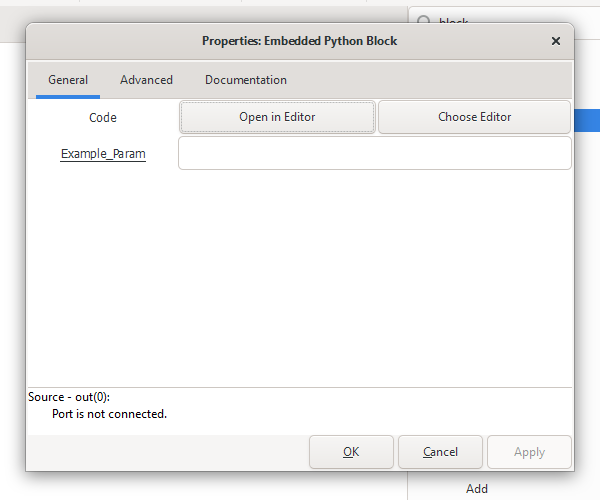 block
Properties: Embedded Python Block
General Advanced Documentation
Code Open in Editor Choose Editor
Example_Param
Source - out(0):
Port is not connected.
OK Cancel Apply
Add